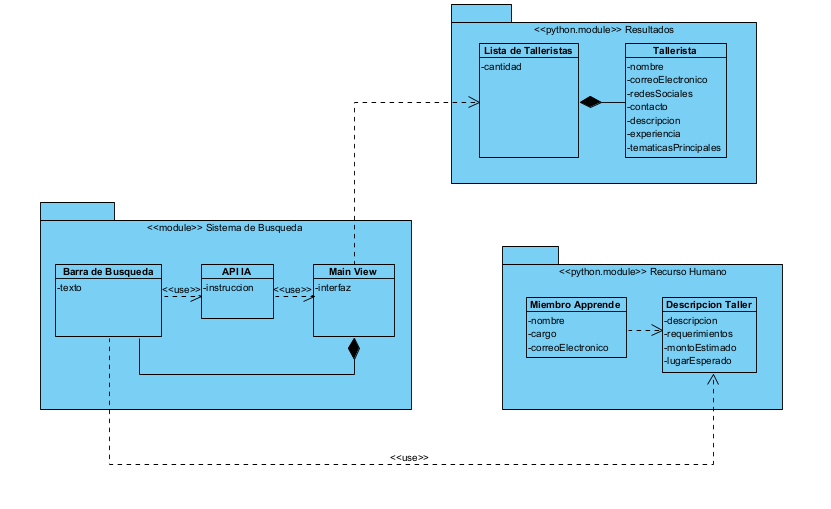 <<python.module>> Resultados
Lista de Talleristas
-cantidad
Tallerista
-nombre
-correoElectronico
-redesSociales
-contacto
-descripcion
-experiencia
-tematicasPrincipales
<<module>> Sistema de Busqueda
Barra de Busqueda
-texto
<<use>>
API IA
-instruccion
<<use>>
Main View
-interfaz
<<python.module>> Recurso Humano
Miembro Apprende
-nombre
-cargo
-correoElectronico
Descripcion Taller
-descripcion
-requerimientos
-montoEstimado
-lugarEsperado
<<use>>